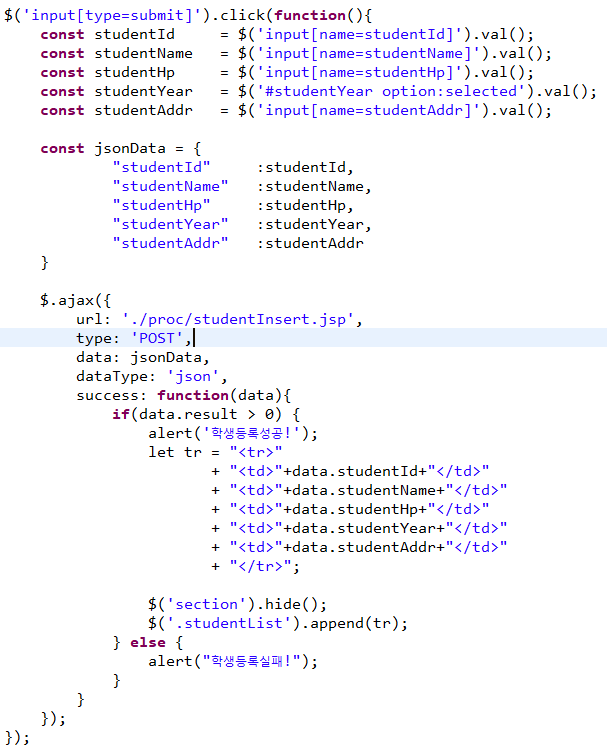 $('input[type=submit]').click(function(){
    const studentId     = $('input[name=studentId]').val();
    const studentName   = $('input[name=studentName]').val();
    const studentHp     = $('input[name=studentHp]').val();
    const studentYear   = $('#studentYear option:selected').val();
    const studentAddr   = $('input[name=studentAddr]').val();

    const jsonData = {
            "studentId"     :studentId,
            "studentName"   :studentName,
            "studentHp"     :studentHp,
            "studentYear"   :studentYear,
            "studentAddr"   :studentAddr
    }

    $.ajax({
        url: './proc/studentInsert.jsp',
        type: 'POST',
        data: jsonData,
        dataType: 'json',
        success: function(data){
            if(data.result > 0) {
                alert('학생등록성공!');
                let tr = "<tr>"
                       + "<td>"+data.studentId+"</td>"
                       + "<td>"+data.studentName+"</td>"
                       + "<td>"+data.studentHp+"</td>"
                       + "<td>"+data.studentYear+"</td>"
                       + "<td>"+data.studentAddr+"</td>"
                       + "</tr>";

                $('section').hide();
                $('.studentList').append(tr);
            } else {
                alert("학생등록실패!");
            }
        }
    });
});